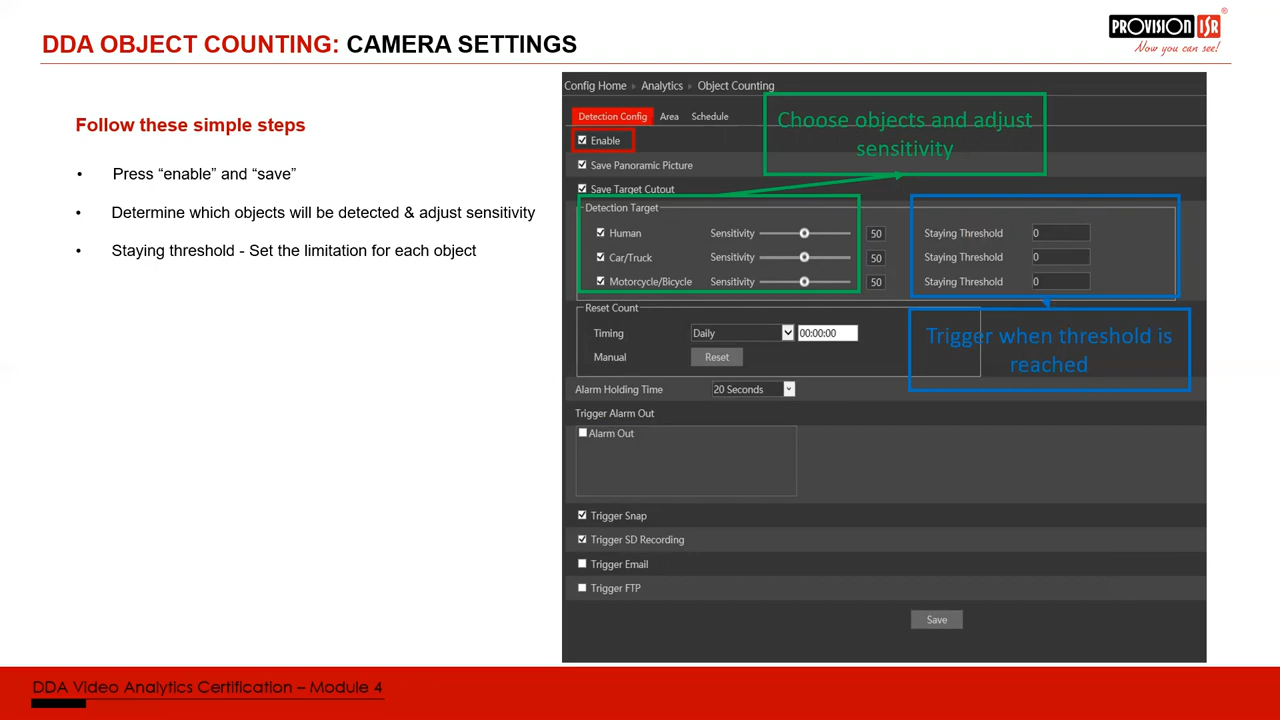 DDA OBJECT COUNTING: CAMERA SETTINGS
PROVISION ISR ®
Now you can see!
Follow these simple steps
• Press “enable” and “save”
• Determine which objects will be detected & adjust sensitivity
• Staying threshold - Set the limitation for each object
Config Home ▸ Analytics ▸ Object Counting
Detection Config Area Schedule
Choose objects and adjust
sensitivity
Enable
Save Panoramic Picture
Save Target Cutout
Detection Target
Human Sensitivity 50 Staying Threshold 0
Car/Truck Sensitivity 50 Staying Threshold 0
Motorcycle/Bicycle Sensitivity 50 Staying Threshold 0
Reset Count
Timing Daily 00:00:00
Manual Reset
Trigger when threshold is
reached
Alarm Holding Time 20 Seconds
Trigger Alarm Out
Alarm Out
Trigger Snap
Trigger SD Recording
Trigger Email
Trigger FTP
Save
DDA Video Analytics Certification – Module 4